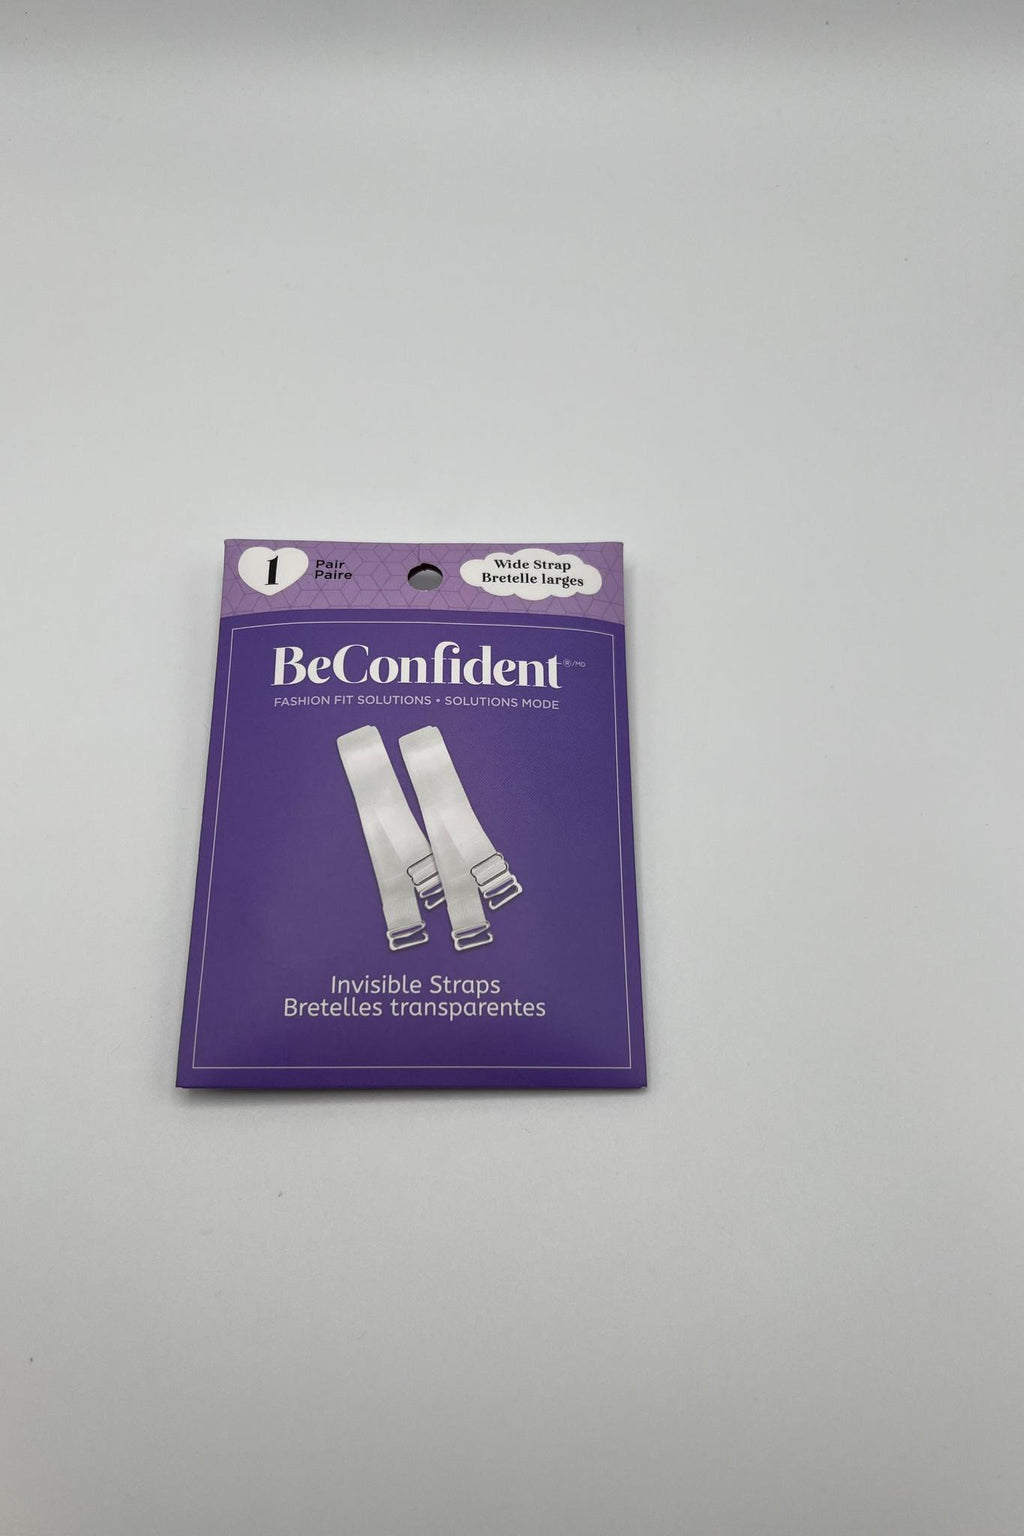 1
Pair
Paire
Wide Strap
Bretelle larges
BeConfident®/MD
FASHION FIT SOLUTIONS • SOLUTIONS MODE
Invisible Straps
Bretelles transparentes